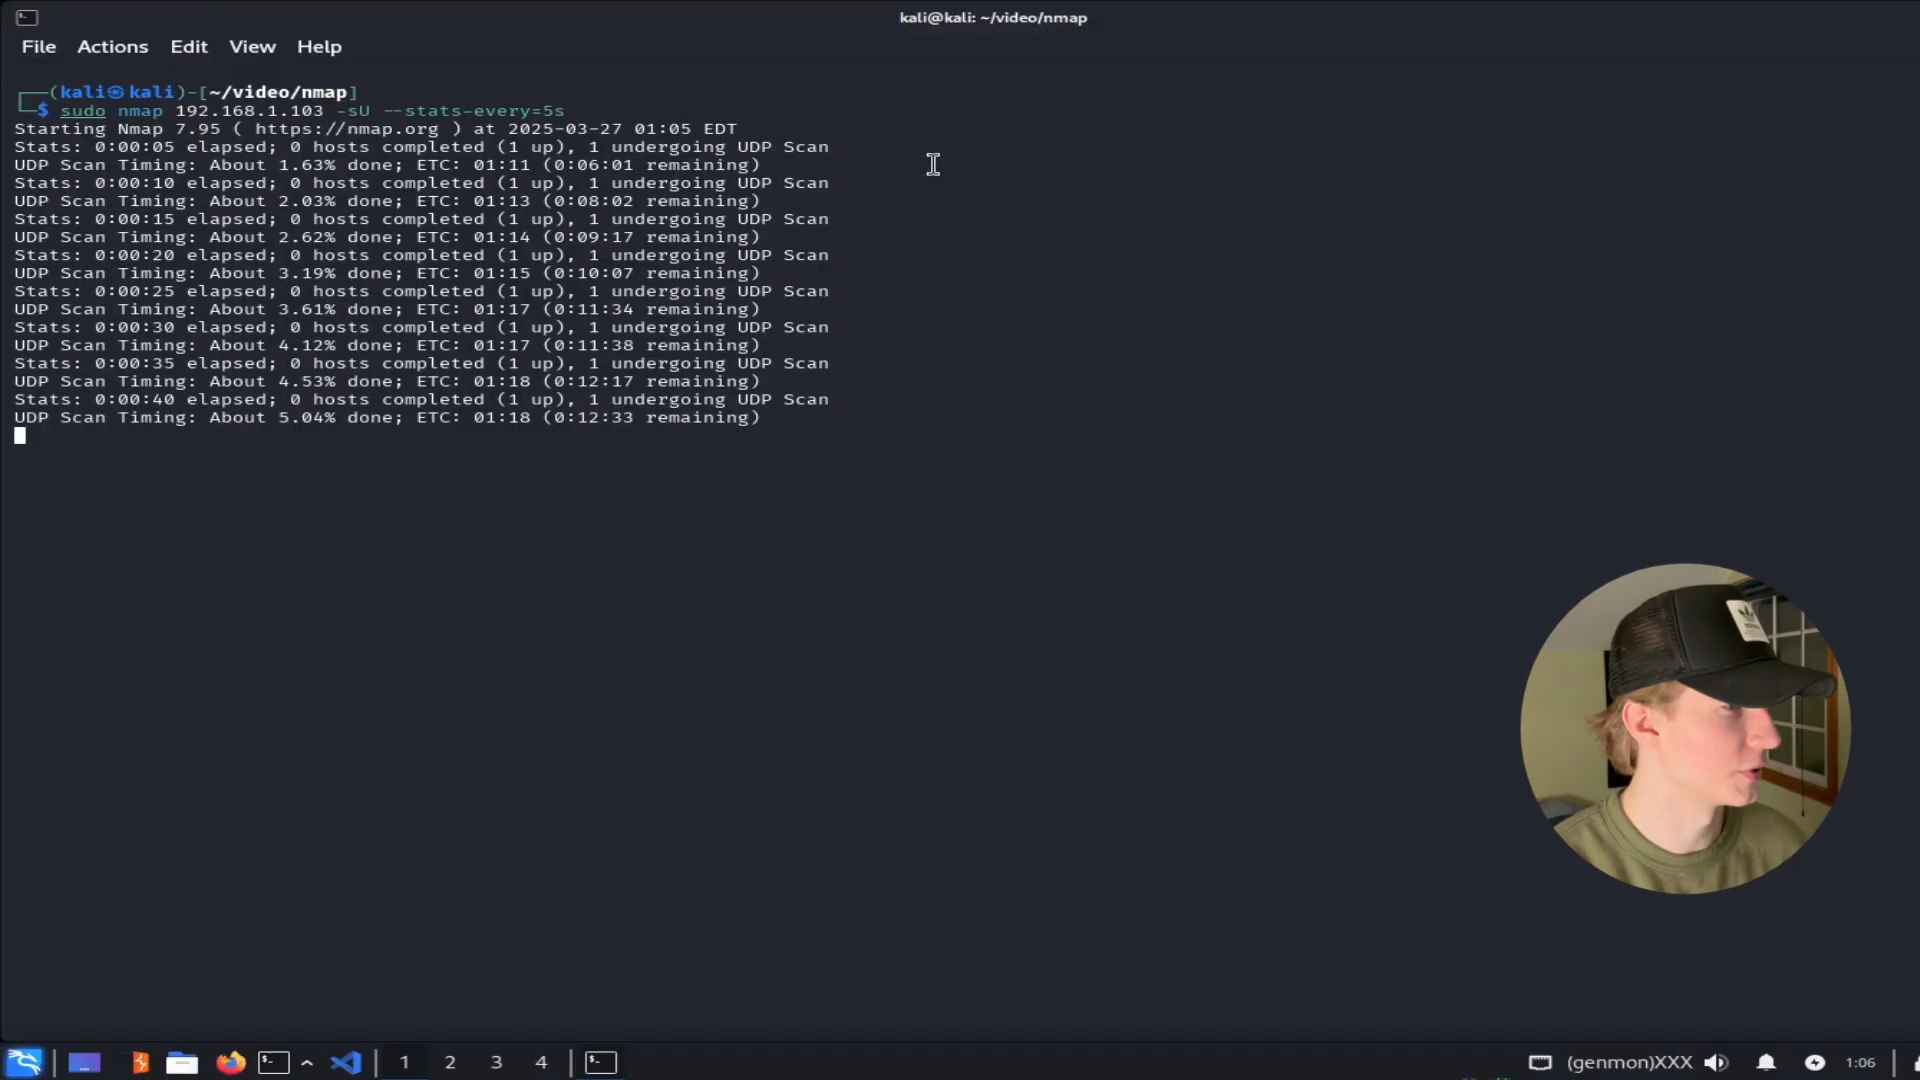 kali@kali: ~/video/nmap
File Actions Edit View Help
┌──(kali㉿kali)-[~/video/nmap]
└─$ sudo nmap 192.168.1.103 -sU --stats-every=5s
Starting Nmap 7.95 ( https://nmap.org ) at 2025-03-27 01:05 EDT
Stats: 0:00:05 elapsed; 0 hosts completed (1 up), 1 undergoing UDP Scan
UDP Scan Timing: About 1.63% done; ETC: 01:11 (0:06:01 remaining)
Stats: 0:00:10 elapsed; 0 hosts completed (1 up), 1 undergoing UDP Scan
UDP Scan Timing: About 2.03% done; ETC: 01:13 (0:08:02 remaining)
Stats: 0:00:15 elapsed; 0 hosts completed (1 up), 1 undergoing UDP Scan
UDP Scan Timing: About 2.62% done; ETC: 01:14 (0:09:17 remaining)
Stats: 0:00:20 elapsed; 0 hosts completed (1 up), 1 undergoing UDP Scan
UDP Scan Timing: About 3.19% done; ETC: 01:15 (0:10:07 remaining)
Stats: 0:00:25 elapsed; 0 hosts completed (1 up), 1 undergoing UDP Scan
UDP Scan Timing: About 3.61% done; ETC: 01:17 (0:11:34 remaining)
Stats: 0:00:30 elapsed; 0 hosts completed (1 up), 1 undergoing UDP Scan
UDP Scan Timing: About 4.12% done; ETC: 01:17 (0:11:38 remaining)
Stats: 0:00:35 elapsed; 0 hosts completed (1 up), 1 undergoing UDP Scan
UDP Scan Timing: About 4.53% done; ETC: 01:18 (0:12:17 remaining)
Stats: 0:00:40 elapsed; 0 hosts completed (1 up), 1 undergoing UDP Scan
UDP Scan Timing: About 5.04% done; ETC: 01:18 (0:12:33 remaining)
adidas
1 2 3 4 (genmon)XXX 1:06